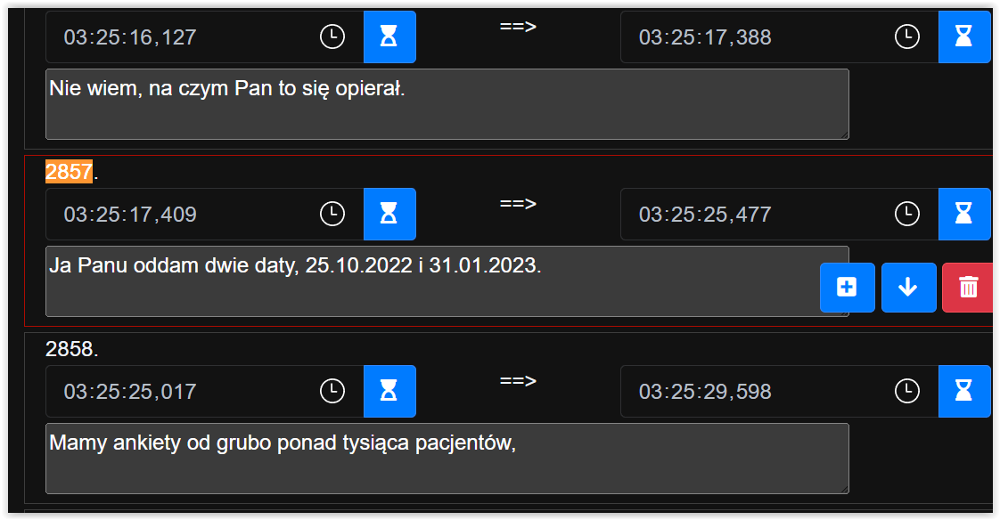 03:25:16,127 ==> 03:25:17,388
Nie wiem, na czym Pan to się opierał.
2857.
03:25:17,409 ==> 03:25:25,477
Ja Panu oddam dwie daty, 25.10.2022 i 31.01.2023.
2858.
03:25:25,017 ==> 03:25:29,598
Mamy ankiety od grubo ponad tysiąca pacjentów,